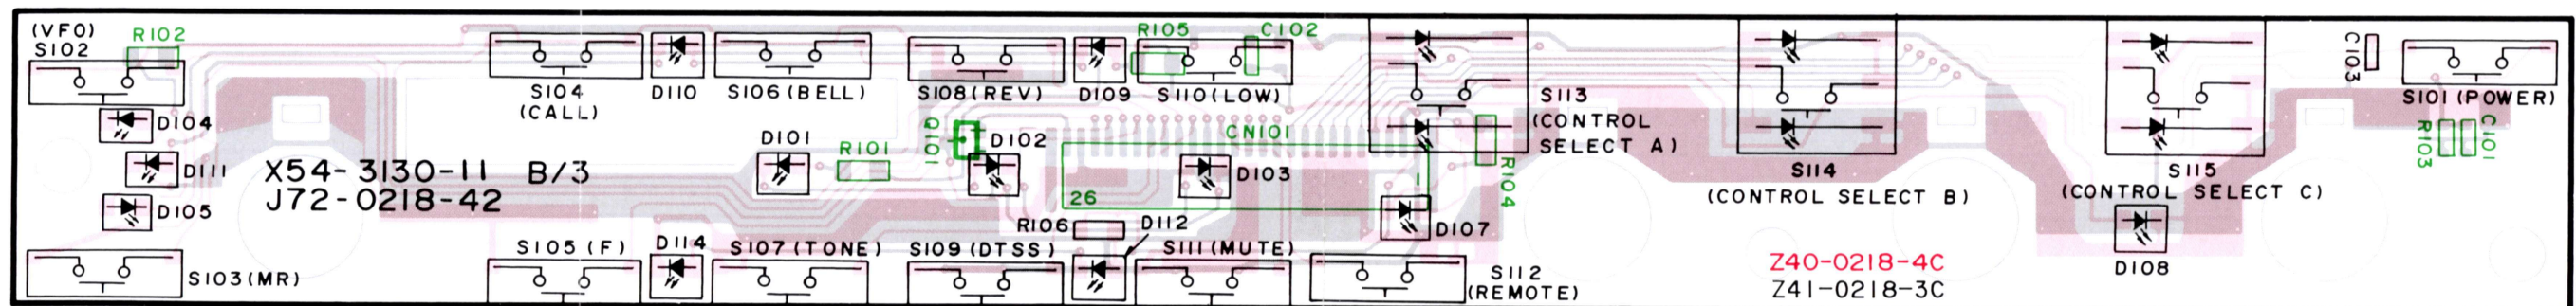 (VFO)
S102
R102
S104
(CALL)
D110
S106 (BELL)
S108 (REV)
D109
R105
C102
S110 (LOW)
S113
(CONTROL
SELECT A)
S114
(CONTROL SELECT B)
S115
(CONTROL SELECT C)
C103
S101 (POWER)
R103
C101
D104
D111
D105
X54-3130-11 B/3
J72-0218-42
D101
R101
Q101
D102
CN101
D103
26
1
R104
D107
R106
D112
S103 (MR)
S105 (F)
D114
S107 (TONE)
S109 (DTSS)
S111 (MUTE)
S112
(REMOTE)
Z40-0218-4C
Z41-0218-3C
D108